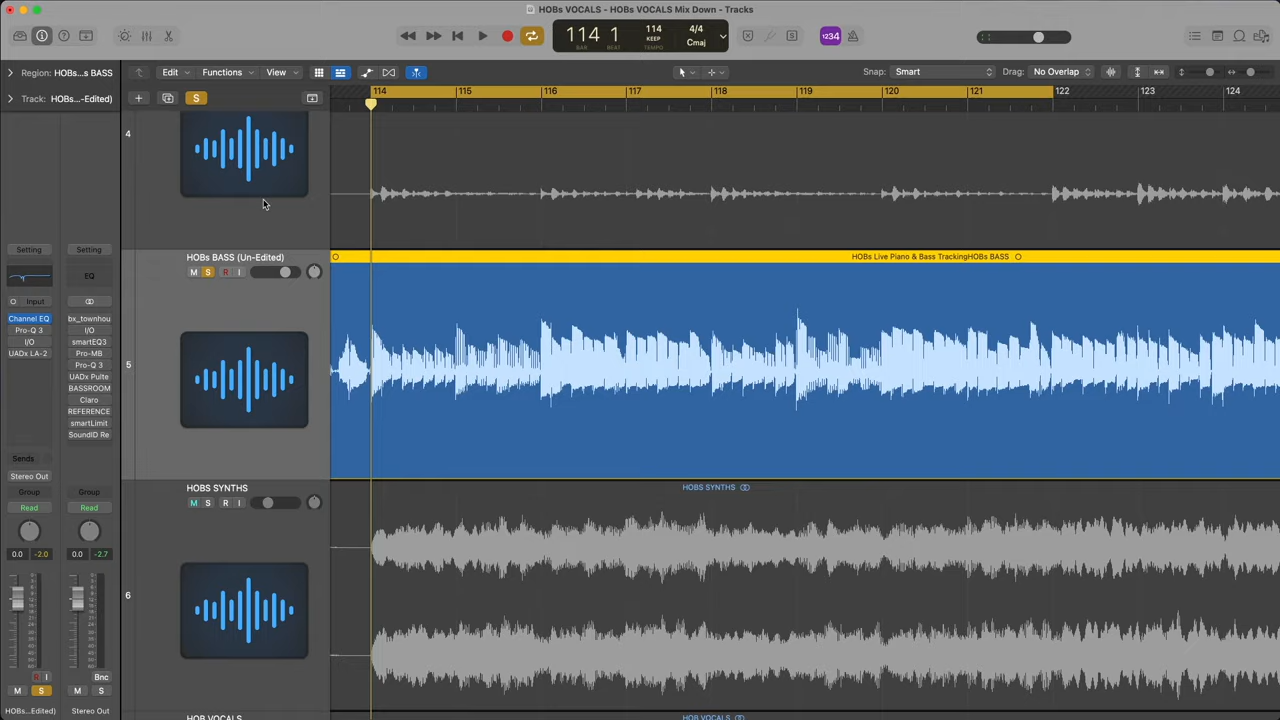 HOBs VOCALS - HOBs VOCALS Mix Down - Tracks
114 1
BAR BEAT
114
KEEP
TEMPO
4/4
Cmaj
1234
Region: HOBs...s BASS
Edit
Functions
View
Snap: Smart
Drag: No Overlap
Track: HOBs...-Edited)
S
114 115 116 117 118 119 120 121 122 123 124
4
HOBs BASS (Un-Edited)
M S R I
HOBs Live Piano & Bass TrackingHOBs BASS
5
HOBS SYNTHS
M S R I
HOBS SYNTHS
6
HOB VOCALS
HOB VOCALS
Setting
Setting
EQ
Input
Channel EQ
Pro-Q 3
I/O
UADx LA-2
bx_townhou
I/O
smartEQ3
Pro-MB
Pro-Q 3
UADx Pulte
BASSROOM
Claro
REFERENCE
smartLimit
SoundID Re
Sends
Stereo Out
Group
Group
Read
Read
0.0 -2.0
0.0 -2.7
R I
Bnc
M S
M S
HOBs...Edited)
Stereo Out